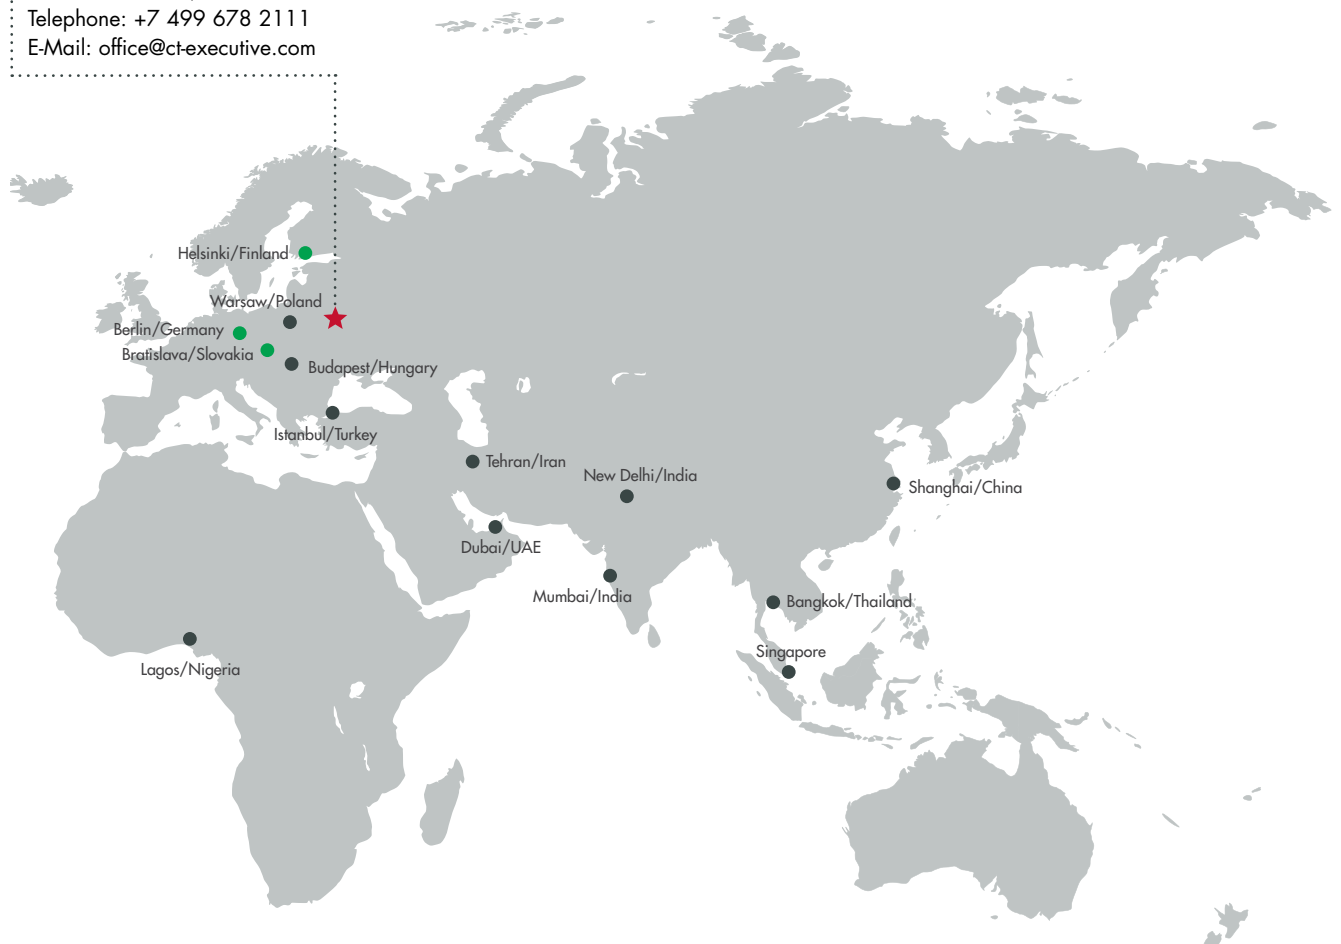 Telephone: +7 499 678 2111
E-Mail: office@ct-executive.com
Helsinki/Finland
Warsaw/Poland
Berlin/Germany
Bratislava/Slovakia
Budapest/Hungary
Istanbul/Turkey
Tehran/Iran
New Delhi/India
Shanghai/China
Dubai/UAE
Mumbai/India
Bangkok/Thailand
Singapore
Lagos/Nigeria